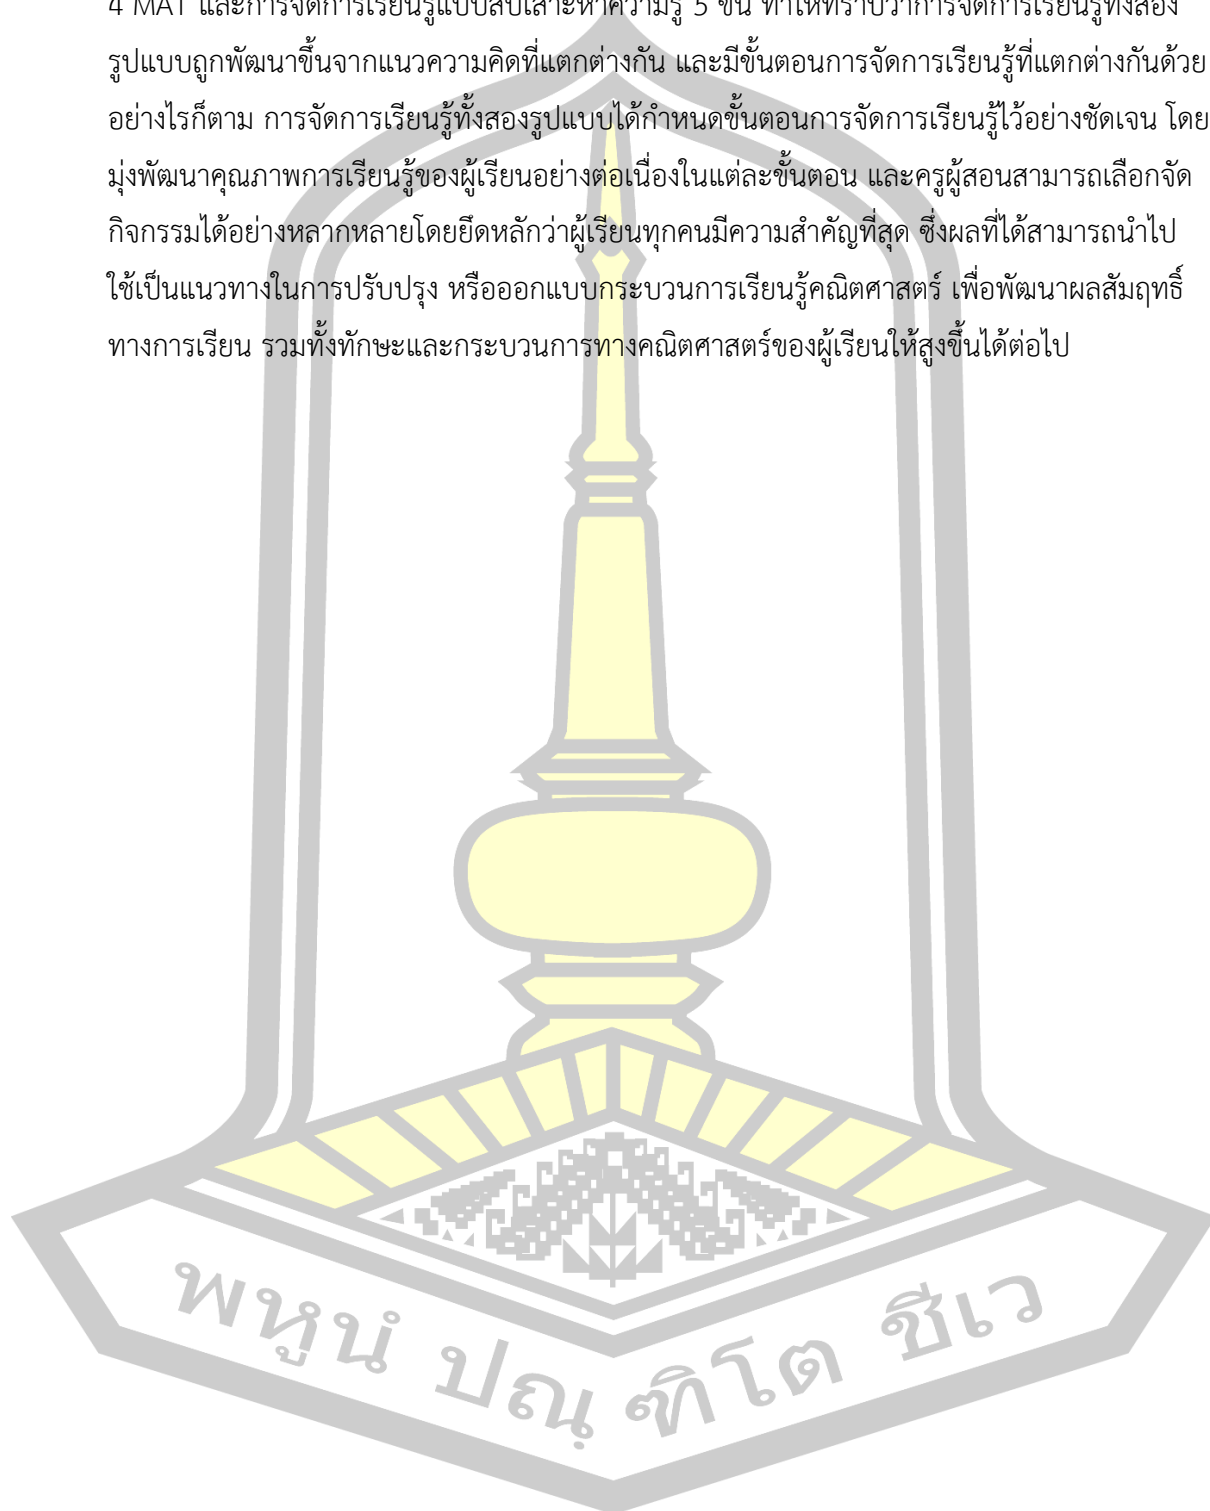 4 MAT และการจัดการเรียนรู้แบบสืบเสาะหาความรู้ 5 ขั้น ทำให้ทราบว่าการจัดการเรียนรู้ทั้งสอง
รูปแบบถูกพัฒนาขึ้นจากแนวความคิดที่แตกต่างกัน และมีขั้นตอนการจัดการเรียนรู้ที่แตกต่างกันด้วย
อย่างไรก็ตาม การจัดการเรียนรู้ทั้งสองรูปแบบได้กำหนดขั้นตอนการจัดการเรียนรู้ไว้อย่างชัดเจน โดย
มุ่งพัฒนาคุณภาพการเรียนรู้ของผู้เรียนอย่างต่อเนื่องในแต่ละขั้นตอน และครูผู้สอนสามารถเลือกจัด
กิจกรรมได้อย่างหลากหลายโดยยึดหลักว่าผู้เรียนทุกคนมีความสำคัญที่สุด ซึ่งผลที่ได้สามารถนำไป
ใช้เป็นแนวทางในการปรับปรุง หรือออกแบบกระบวนการเรียนรู้คณิตศาสตร์ เพื่อพัฒนาผลสัมฤทธิ์
ทางการเรียน รวมทั้งทักษะและกระบวนการทางคณิตศาสตร์ของผู้เรียนให้สูงขึ้นได้ต่อไป
พหูนํ ปณฺฑิโต ชีเว